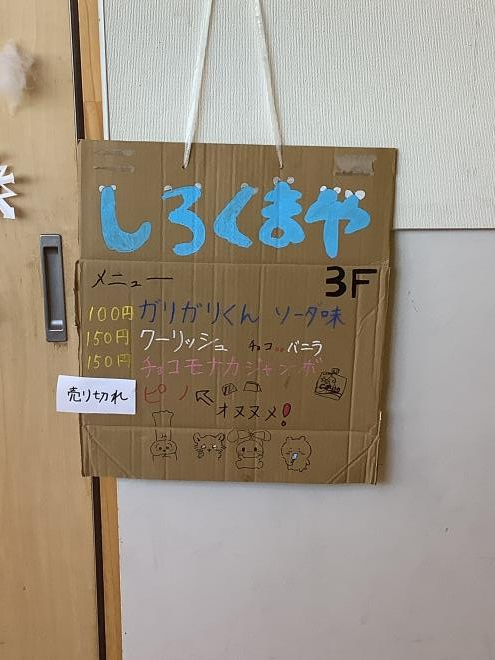 しろくまや
メニュー 3F
100円 ガリガリくん ソーダ味
150円 クーリッシュ チョコ バニラ
150円 チョコモナカジャンボ
売り切れ ピノ
オススメ!